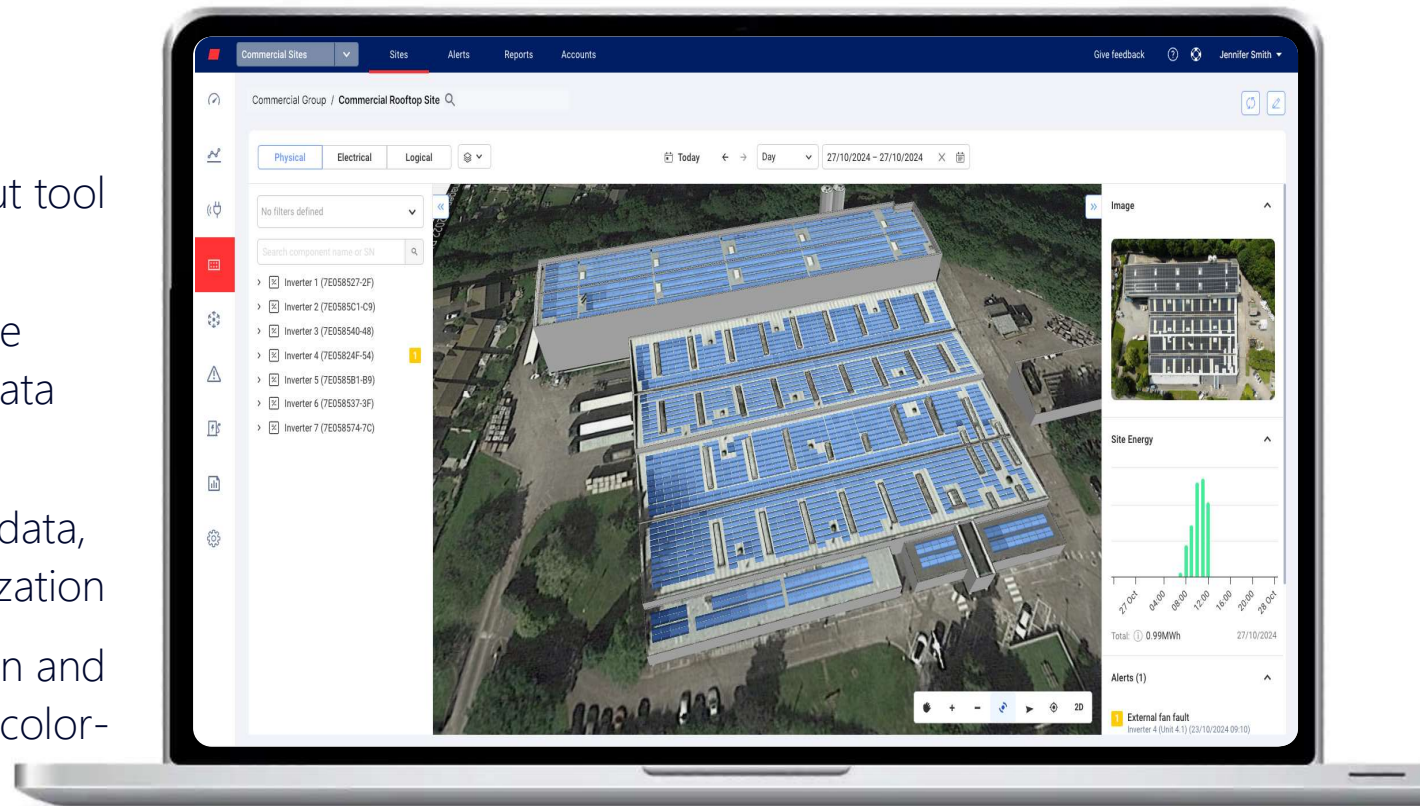 ut tool
e
ata
data,
zation
n and
color-
Commercial Sites
Sites
Alerts
Reports
Accounts
Give feedback
Jennifer Smith
Commercial Group / Commercial Rooftop Site
Physical
Electrical
Logical
Today
Day
27/10/2024 – 27/10/2024
No filters defined
Search component name or SN
Inverter 1 (7E058527-2F)
Inverter 2 (7E0585C1-C9)
Inverter 3 (7E058540-48)
Inverter 4 (7E05824F-54) 1
Inverter 5 (7E0585B1-B9)
Inverter 6 (7E058537-3F)
Inverter 7 (7E058574-7C)
2D
Image
Site Energy
27 Oct 04:00 08:00 12:00 16:00 20:00 28 Oct
Total: 0.99MWh 27/10/2024
Alerts (1)
1 External fan fault
Inverter 4 (Unit 4.1) (23/10/2024 09:10)